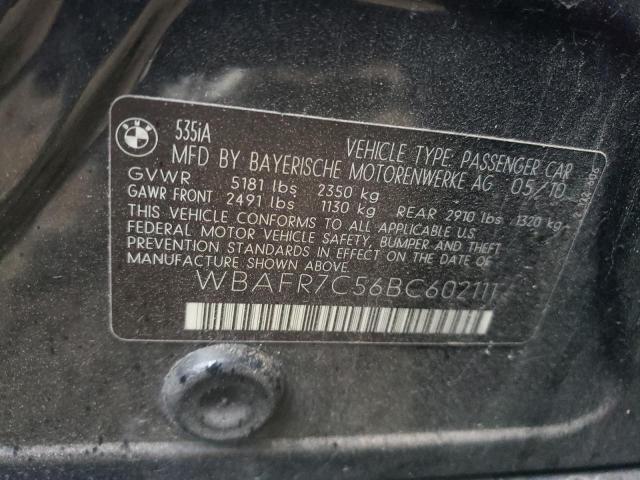 BMW
535iA
VEHICLE TYPE PASSENGER CAR
MFD BY BAYERISCHE MOTORENWERKE AG 05/10
GVWR 5181 lbs 2350 kg
GAWR FRONT 2491 lbs 1130 kg REAR 2910 lbs 1320 kg
THIS VEHICLE CONFORMS TO ALL APPLICABLE U.S.
FEDERAL MOTOR VEHICLE SAFETY, BUMPER AND THEFT
PREVENTION STANDARDS IN EFFECT ON THE DATE OF
MANUFACTURE SHOWN ABOVE.
WBAFR7C56BC602111